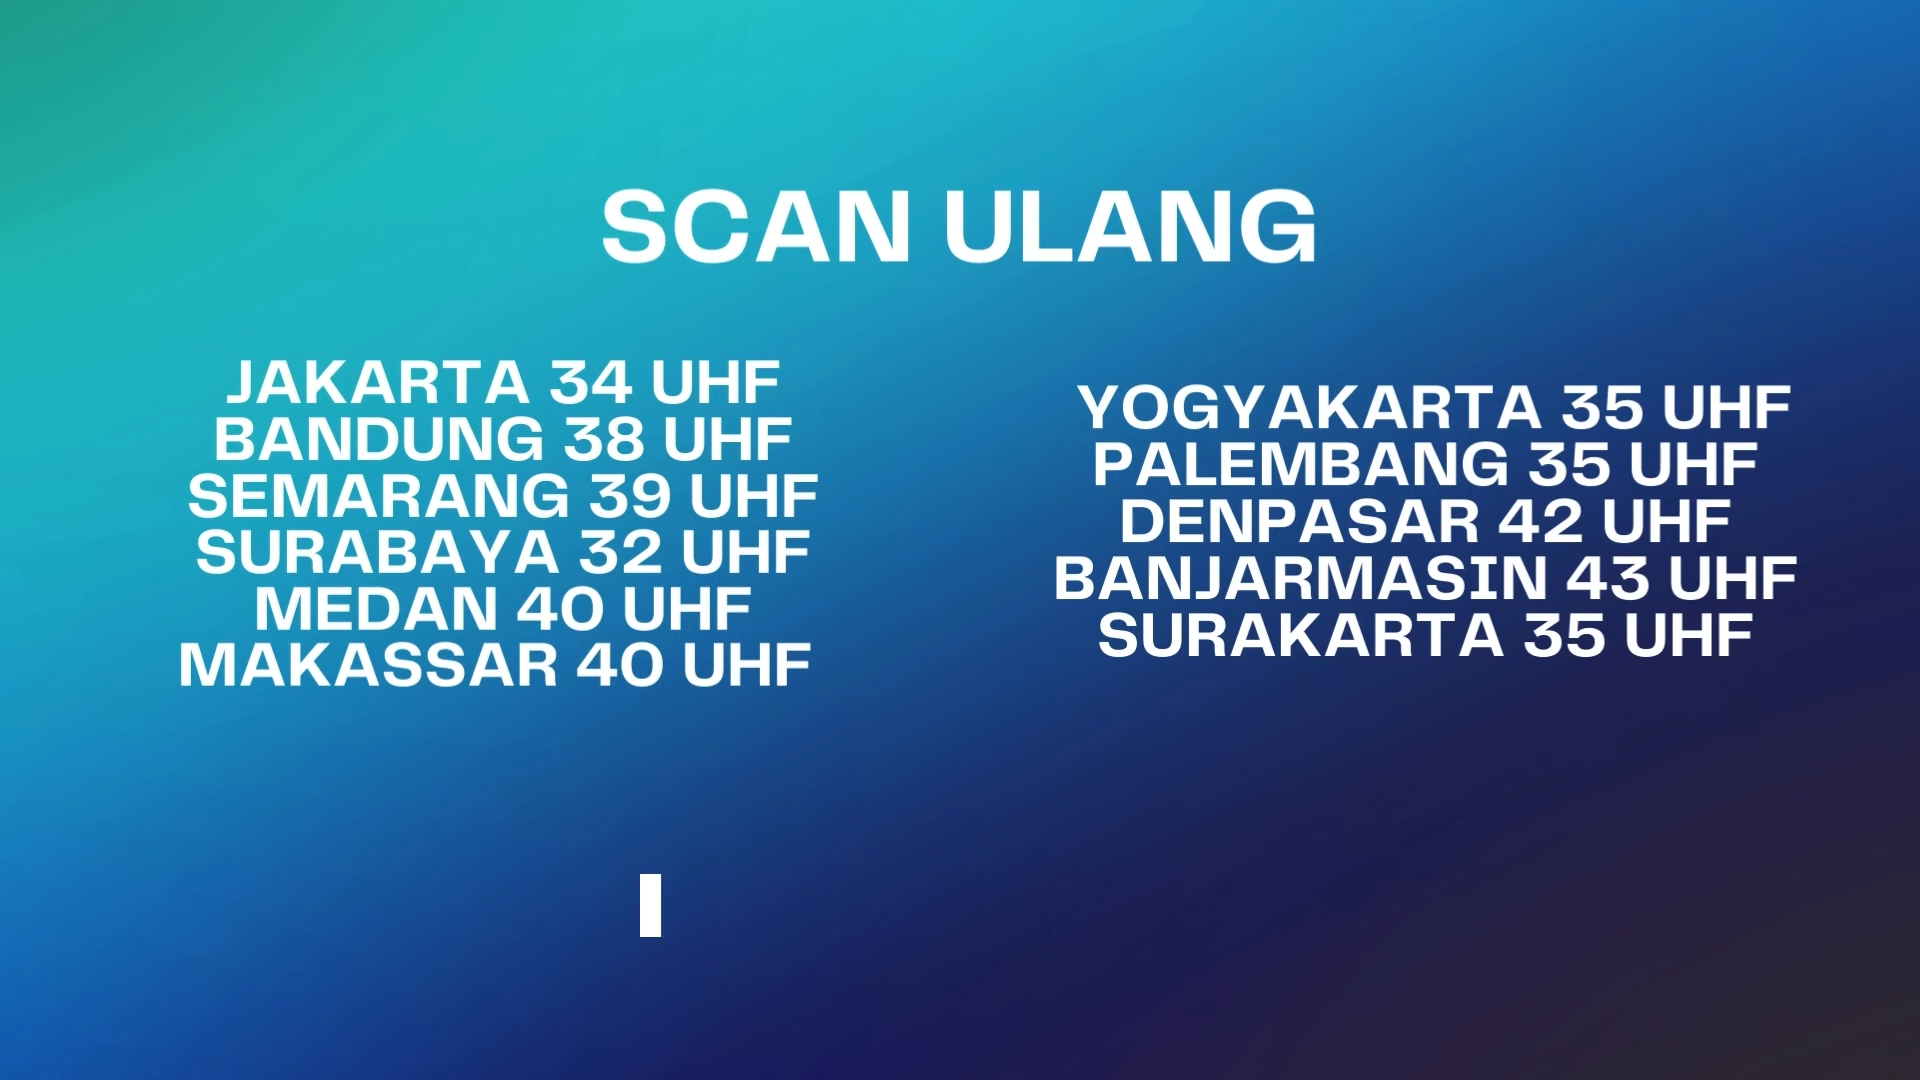 SCAN ULANG
JAKARTA 34 UHF
BANDUNG 38 UHF
SEMARANG 39 UHF
SURABAYA 32 UHF
MEDAN 40 UHF
MAKASSAR 40 UHF
YOGYAKARTA 35 UHF
PALEMBANG 35 UHF
DENPASAR 42 UHF
BANJARMASIN 43 UHF
SURAKARTA 35 UHF